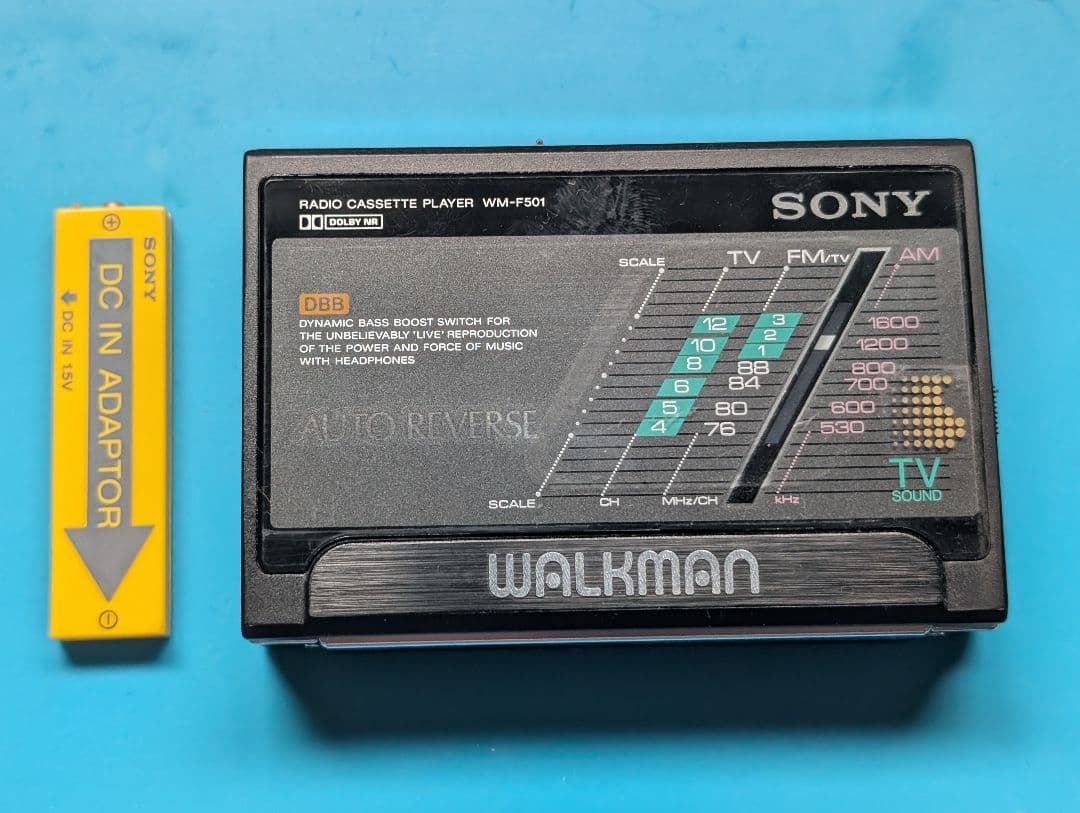 SONY
DC IN ADAPTOR
DC IN 1.5V
RADIO CASSETTE PLAYER WM-F501
DOLBY NR
SONY
DBB
DYNAMIC BASS BOOST SWITCH FOR
THE UNBELIEVABLY 'LIVE' REPRODUCTION
OF THE POWER AND FORCE OF MUSIC
WITH HEADPHONES
AUTO REVERSE
SCALE TV FM/TV AM
12 3 1600
10 2 1200
8 1
88 800
6 84 700
5 80 600
4 76 530
SCALE CH MHz/CH kHz
TV
SOUND
WALKMAN